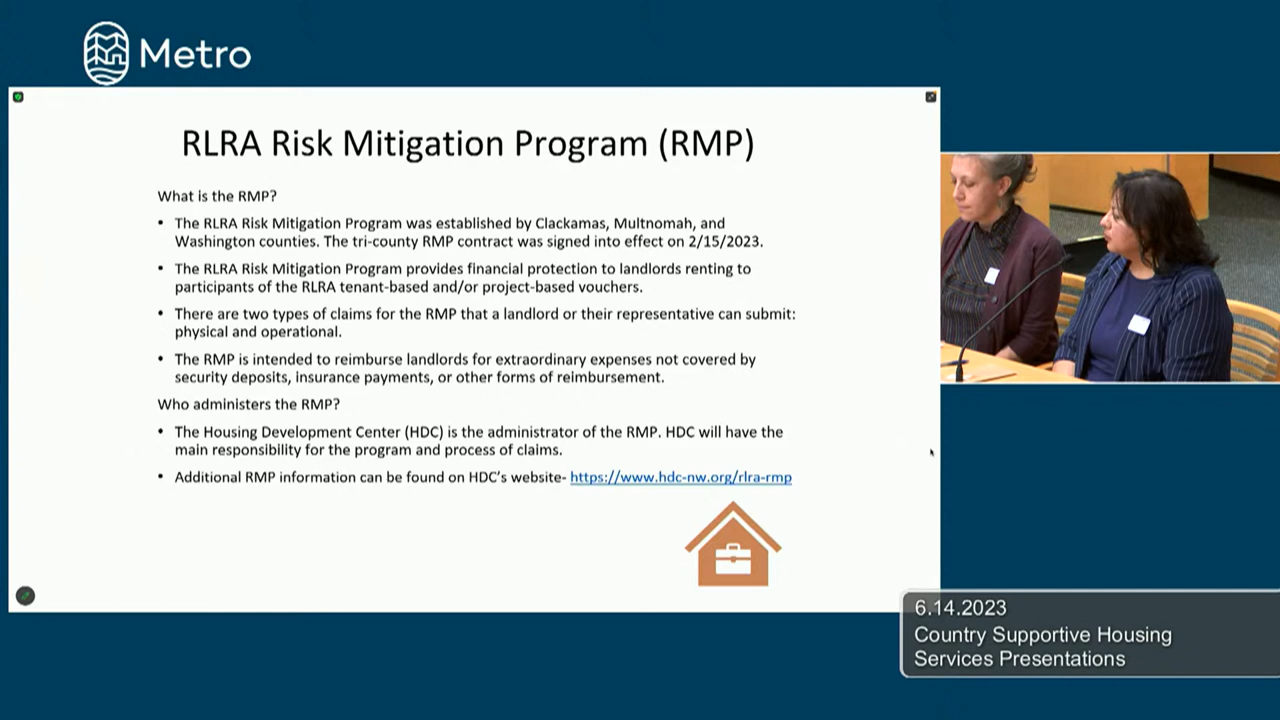 Metro
RLRA Risk Mitigation Program (RMP)
What is the RMP?
• The RLRA Risk Mitigation Program was established by Clackamas, Multnomah, and
Washington counties. The tri-county RMP contract was signed into effect on 2/15/2023.
• The RLRA Risk Mitigation Program provides financial protection to landlords renting to
participants of the RLRA tenant-based and/or project-based vouchers.
• There are two types of claims for the RMP that a landlord or their representative can submit:
physical and operational.
• The RMP is intended to reimburse landlords for extraordinary expenses not covered by
security deposits, insurance payments, or other forms of reimbursement.
Who administers the RMP?
• The Housing Development Center (HDC) is the administrator of the RMP. HDC will have the
main responsibility for the program and process of claims.
• Additional RMP information can be found on HDC's website- https://www.hdc-nw.org/rlra-rmp
6.14.2023
Country Supportive Housing
Services Presentations